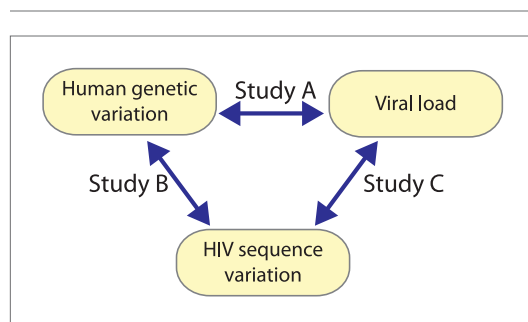 Human genetic
variation
Study A
Viral load
Study B
Study C
HIV sequence
variation